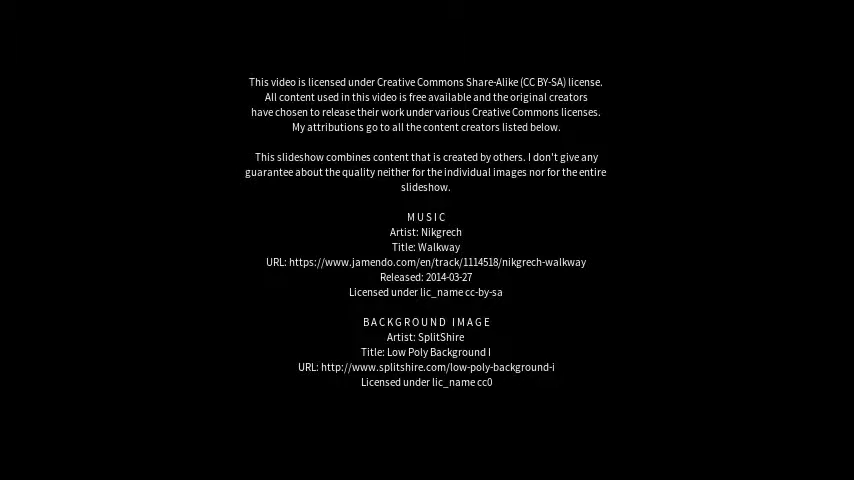 This video is licensed under Creative Commons Share-Alike (CC BY-SA) license.
All content used in this video is free available and the original creators
have chosen to release their work under various Creative Commons licenses.
My attributions go to all the content creators listed below.
This slideshow combines content that is created by others. I don't give any
guarantee about the quality neither for the individual images nor for the entire
slideshow.
MUSIC
Artist: Nikgrech
Title: Walkway
URL: https://www.jamendo.com/en/track/1114518/nikgrech-walkway
Released: 2014-03-27
Licensed under lic_name cc-by-sa
BACKGROUND IMAGE
Artist: SplitShire
Title: Low Poly Background I
URL: http://www.splitshire.com/low-poly-background-i
Licensed under lic_name cc0